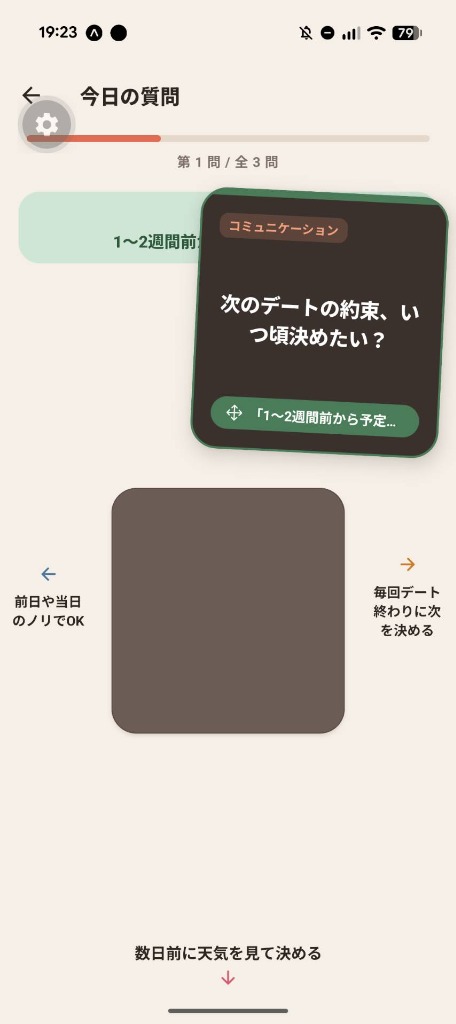 19:23
79
今日の質問
第 1 問 / 全 3 問
1〜2週間前か
コミュニケーション
次のデートの約束、い
つ頃決めたい？
「1〜2週間前から予定…
前日や当日
のノリでOK
毎回デート
終わりに次
を決める
数日前に天気を見て決める